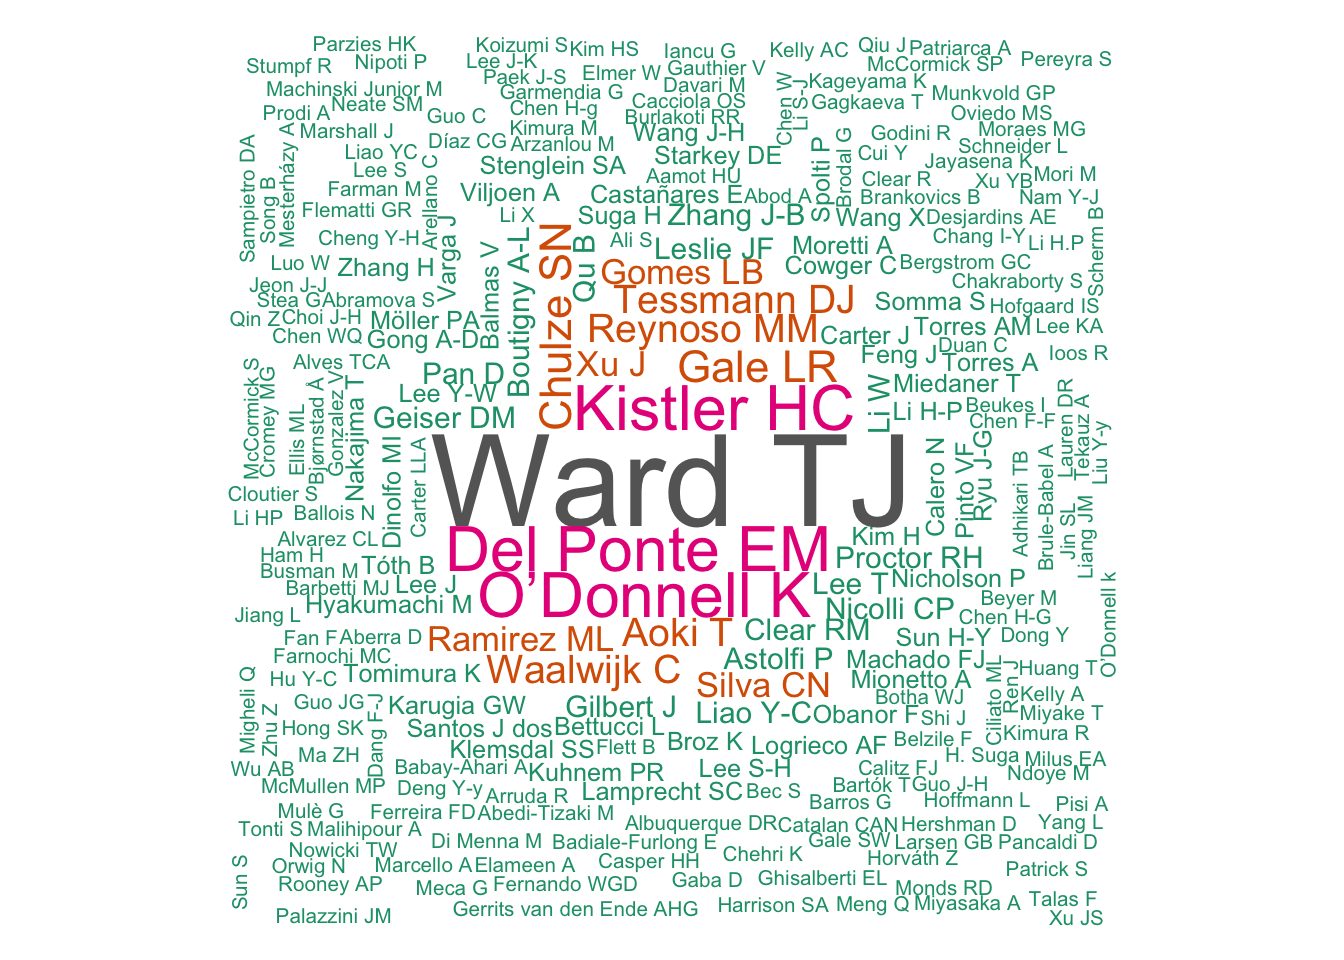 Parzies HK
Koizumi S
Kim HS
Iancu G
Kelly AC
Qiu J
Patriarca A
Stumpf R
Nipoti P
Lee J-K
Elmer W
Gauthier V
McCormick SP
Pereyra S
Paek J-S
Davari M
Chen W
Li S-J
Kageyama K
Machinski Junior M
Garmendia G
Cacciola OS
Gagkaeva T
Munkvold GP
Prodi A
Neate SM
Guo C
Chen H-g
Burlakoti RR
Oviedo MS
Marshall J
Díaz CG
Kimura M
Arzanlou M
Wang J-H
Godini R
Moraes MG
Schneider L
Sampietro DA
Song B
Mesterházy A
Liao YC
Lee S
Arellano C
Stenglein SA
Starkey DE
Spolti P
Brodal G
Cui Y
Jayasena K
Farman M
Viljoen A
Aamot HU
Castañares E
Abod A
Clear R
Xu YB
Mori M
Flematti GR
Li X
Suga H
Zhang J-B
Wang X
Brankovics B
Nam Y-J
Desjardins AE
Cheng Y-H
Varga J
Balmas V
Boutigny A-L
Chulze SN
Qu B
Ali S
Leslie JF
Moretti A
Chang I-Y
Li H.P
Scherm B
Luo W
Zhang H
Gomes LB
Cowger C
Bergstrom GC
Jeon J-J
Chakraborty S
Stea G
Abramova S
Tessmann DJ
Somma S
Hofgaard IS
Qin Z
Choi J-H
Möller PA
Reynoso MM
Carter J
Torres AM
Lee KA
Chen WQ
Gong A-D
Duan C
Feng J
Torres A
Ioos R
Alves TCA
Xu J
Gale LR
McCormick S
Cromey MG
Ellis ML
Bjørnstad Å
Gonzalez V
Nakajima T
Pan D
Lee Y-W
Li W
Miedaner T
Geiser DM
Kistler HC
Li H-P
Beukes I
Chen F-F
Lauren DR
Tekauz A
Liu Y-y
Dinolfo MI
Carter LLA
Ward TJ
Calero N
Pinto VF
Ryu J-G
Adhikari TB
Brule-Babel A
Jin SL
Liang JM
Cloutier S
Li HP
Ballois N
Alvarez CL
Del Ponte EM
Kim H
Ham H
Busman M
Tóth B
Proctor RH
Barbetti MJ
Lee J
O’Donnell K
Lee T
Nicholson P
O’Donnell k
Hyakumachi M
Nicolli CP
Beyer M
Jiang L
Chen H-G
Fan F
Aberra D
Ramirez ML
Aoki T
Clear RM
Sun H-Y
Dong Y
Farnochi MC
Astolfi P
Machado FJ
Ciliato ML
Ren J
Huang T
Migheli Q
Zhu Z
Hu Y-C
Tomimura K
Waalwijk C
Silva CN
Mionetto A
Botha WJ
Kelly A
Guo JG
Dang F-J
Karugia GW
Gilbert J
Liao Y-C
Obanor F
Shi J
Miyake T
Hong SK
Santos J dos
Bettucci L
Kimura R
Ma ZH
Klemsdal SS
Flett B
Broz K
Logrieco AF
Belzile F
H. Suga
Milus EA
Wu AB
Babay-Ahari A
Kuhnem PR
Lee S-H
Calitz FJ
Ndoye M
McMullen MP
Deng Y-y
Arruda R
Lamprecht SC
Bec S
Bartók T
Guo J-H
Mulè G
Ferreira FD
Abedi-Tizaki M
Barros G
Hoffmann L
Pisi A
Tonti S
Malihipour A
Albuquerque DR
Catalan CAN
Hershman D
Yang L
Nowicki TW
Di Menna M
Badiale-Furlong E
Gale SW
Larsen GB
Pancaldi D
Sun S
Orwig N
Marcello A
Elameen A
Casper HH
Chehri K
Horváth Z
Patrick S
Rooney AP
Meca G
Fernando WGD
Gaba D
Ghisalberti EL
Monds RD
Palazzini JM
Gerrits van den Ende AHG
Harrison SA
Meng Q
Miyasaka A
Talas F
Xu JS